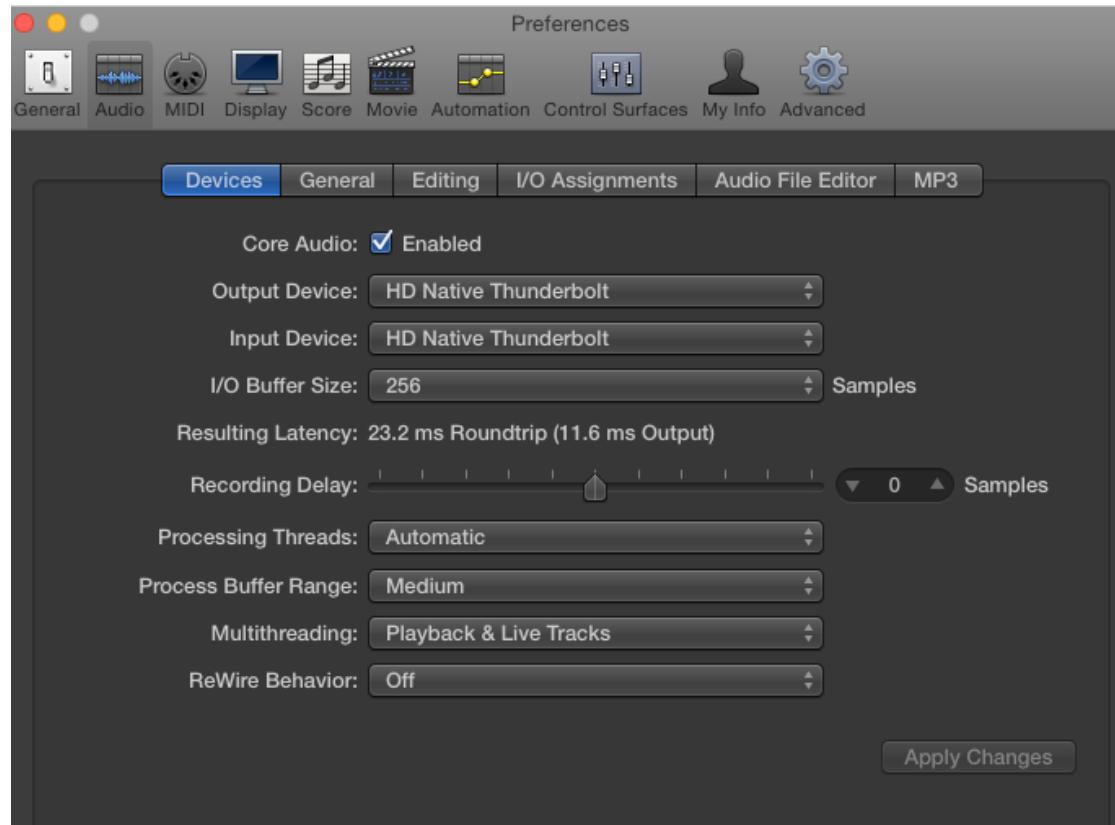 Preferences
General Audio MIDI Display Score Movie Automation Control Surfaces My Info Advanced
Devices General Editing I/O Assignments Audio File Editor MP3
Core Audio: Enabled
Output Device: HD Native Thunderbolt
Input Device: HD Native Thunderbolt
I/O Buffer Size: 256 Samples
Resulting Latency: 23.2 ms Roundtrip (11.6 ms Output)
Recording Delay: 0 Samples
Processing Threads: Automatic
Process Buffer Range: Medium
Multithreading: Playback & Live Tracks
ReWire Behavior: Off
Apply Changes